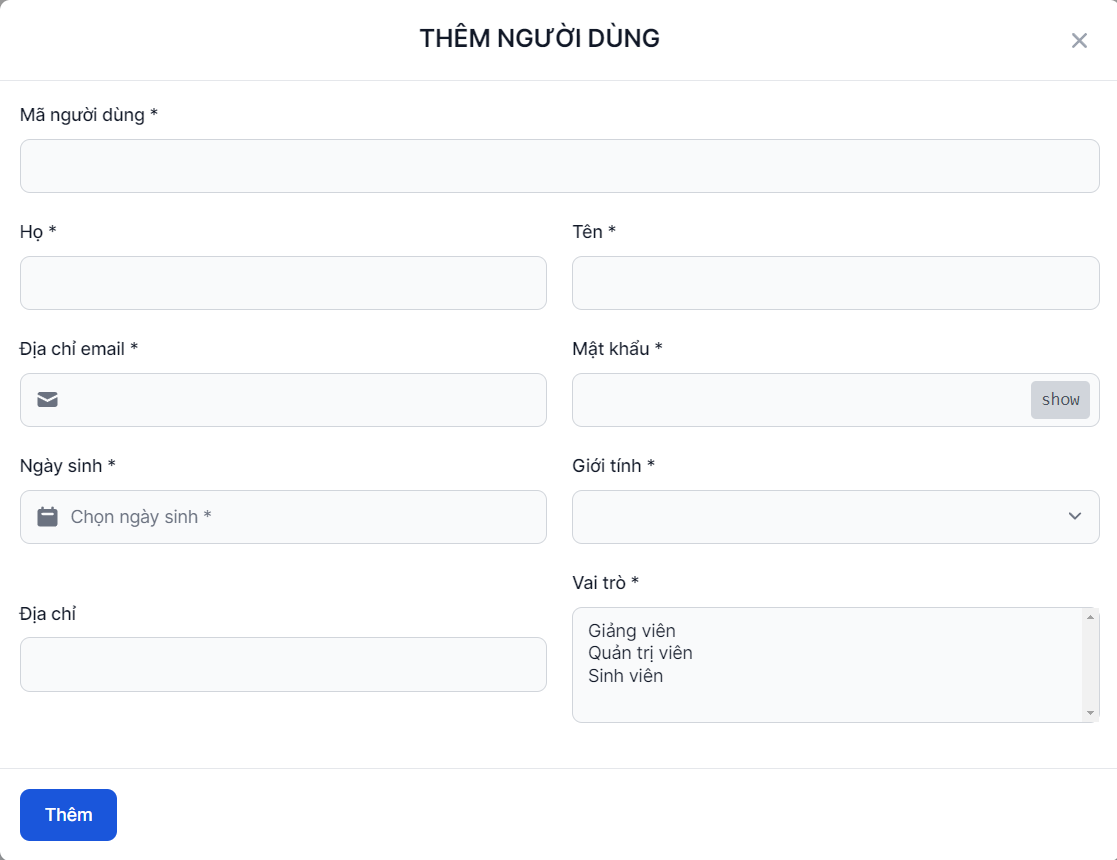 THÊM NGƯỜI DÙNG
Mã người dùng *
Họ *
Tên *
Địa chỉ email *
Mật khẩu *
show
Ngày sinh *
Giới tính *
Chọn ngày sinh *
Vai trò *
Địa chỉ
Giảng viên
Quản trị viên
Sinh viên
Thêm